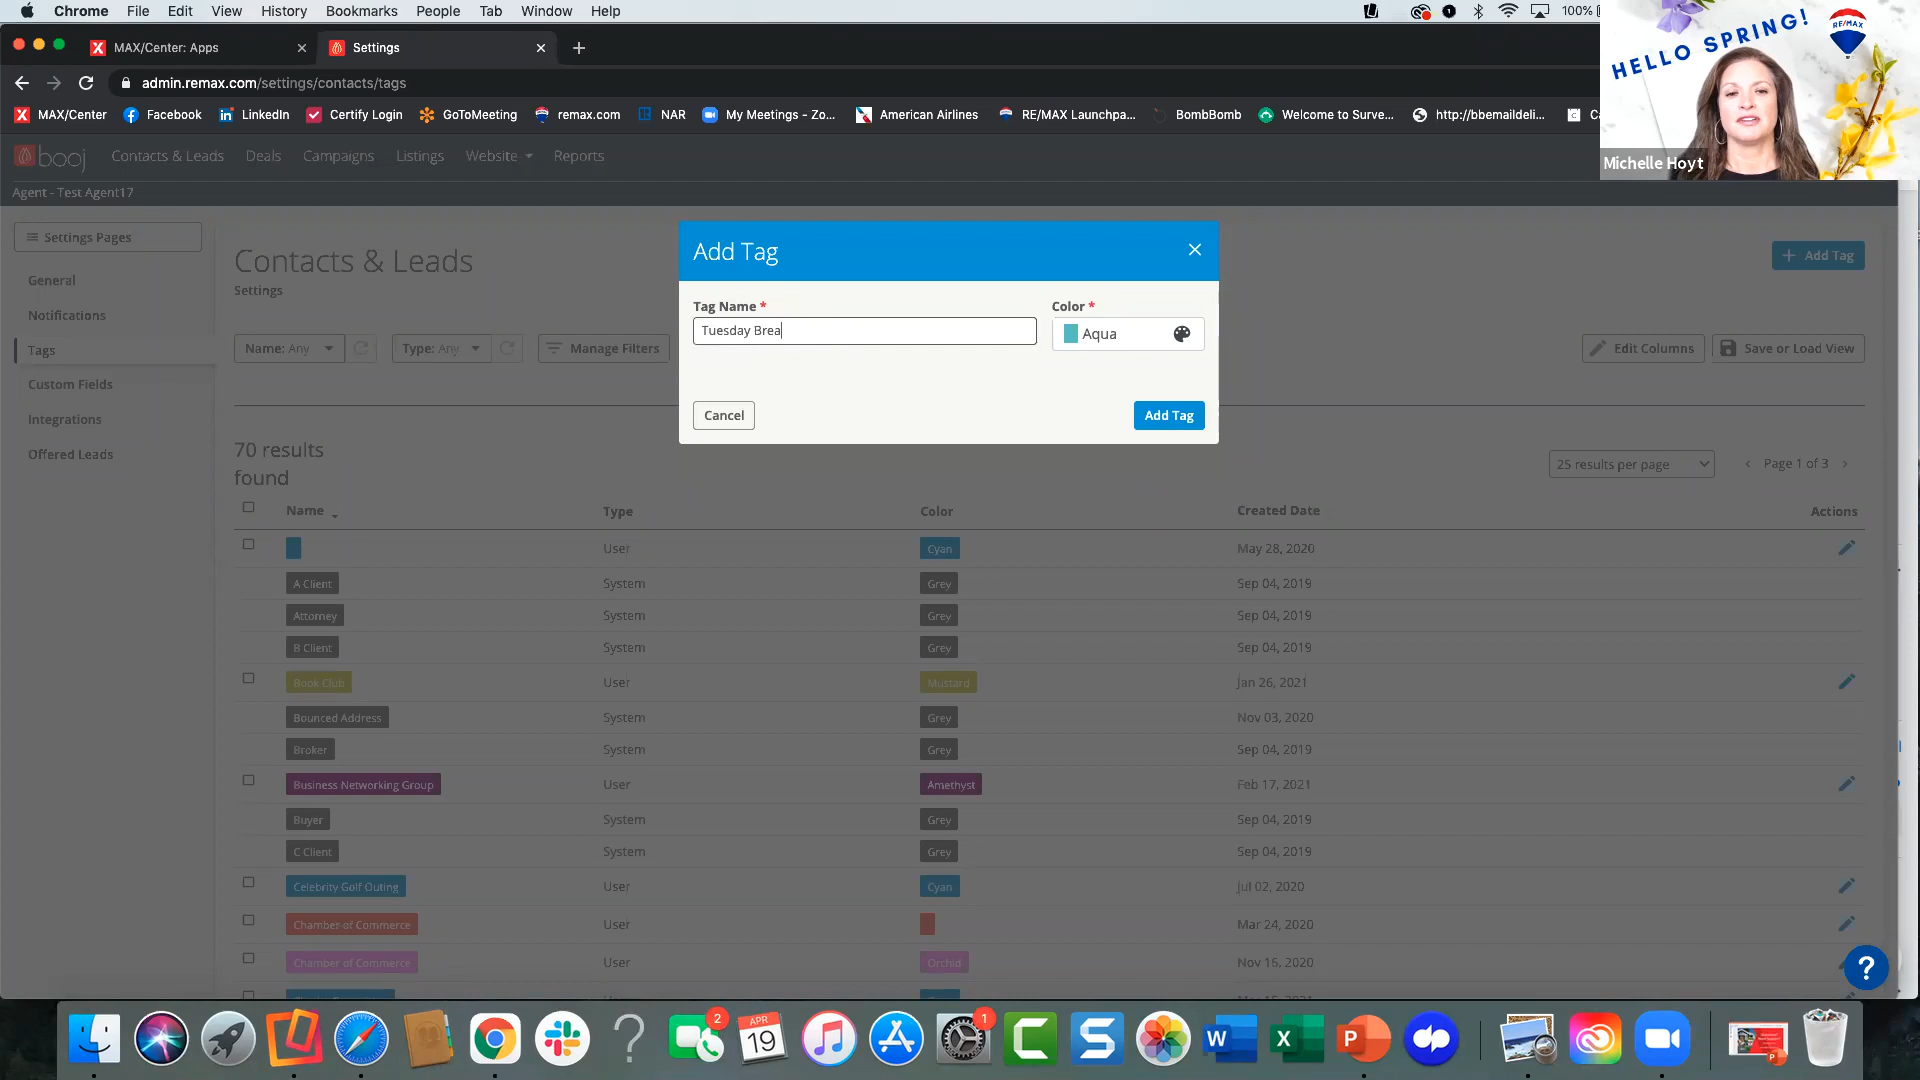 Chrome File Edit View History Bookmarks People Tab Window Help
100%
MAX/Center: Apps
Settings
admin.remax.com/settings/contacts/tags
MAX/Center Facebook LinkedIn Certify Login GoToMeeting remax.com NAR My Meetings - Zo... American Airlines RE/MAX Launchpa... BombBomb Welcome to Surve... http://bbemaildeli...
HELLO SPRING!
RE/MAX
Michelle Hoyt
booj Contacts & Leads Deals Campaigns Listings Website Reports
Agent - Test Agent17
Settings Pages
General
Notifications
Tags
Custom Fields
Integrations
Offered Leads
Contacts & Leads
Settings
+ Add Tag
Name: Any Type: Any Manage Filters Edit Columns Save or Load View
Add Tag
Tag Name * Color *
Tuesday Brea Aqua
Cancel Add Tag
70 results
found
25 results per page Page 1 of 3
Name Type Color Created Date Actions
User Cyan May 28, 2020
A Client System Grey Sep 04, 2019
Attorney System Grey Sep 04, 2019
B Client System Grey Sep 04, 2019
Book Club User Mustard Jan 26, 2021
Bounced Address System Grey Nov 03, 2020
Broker System Grey Sep 04, 2019
Business Networking Group User Amethyst Feb 17, 2021
Buyer System Grey Sep 04, 2019
C Client System Grey Sep 04, 2019
Celebrity Golf Outing User Cyan Jul 02, 2020
Chamber of Commerce User Mar 24, 2020
Chamber of Commerce User Orchid Nov 16, 2020
?
2
APR
19
1
C S W X P